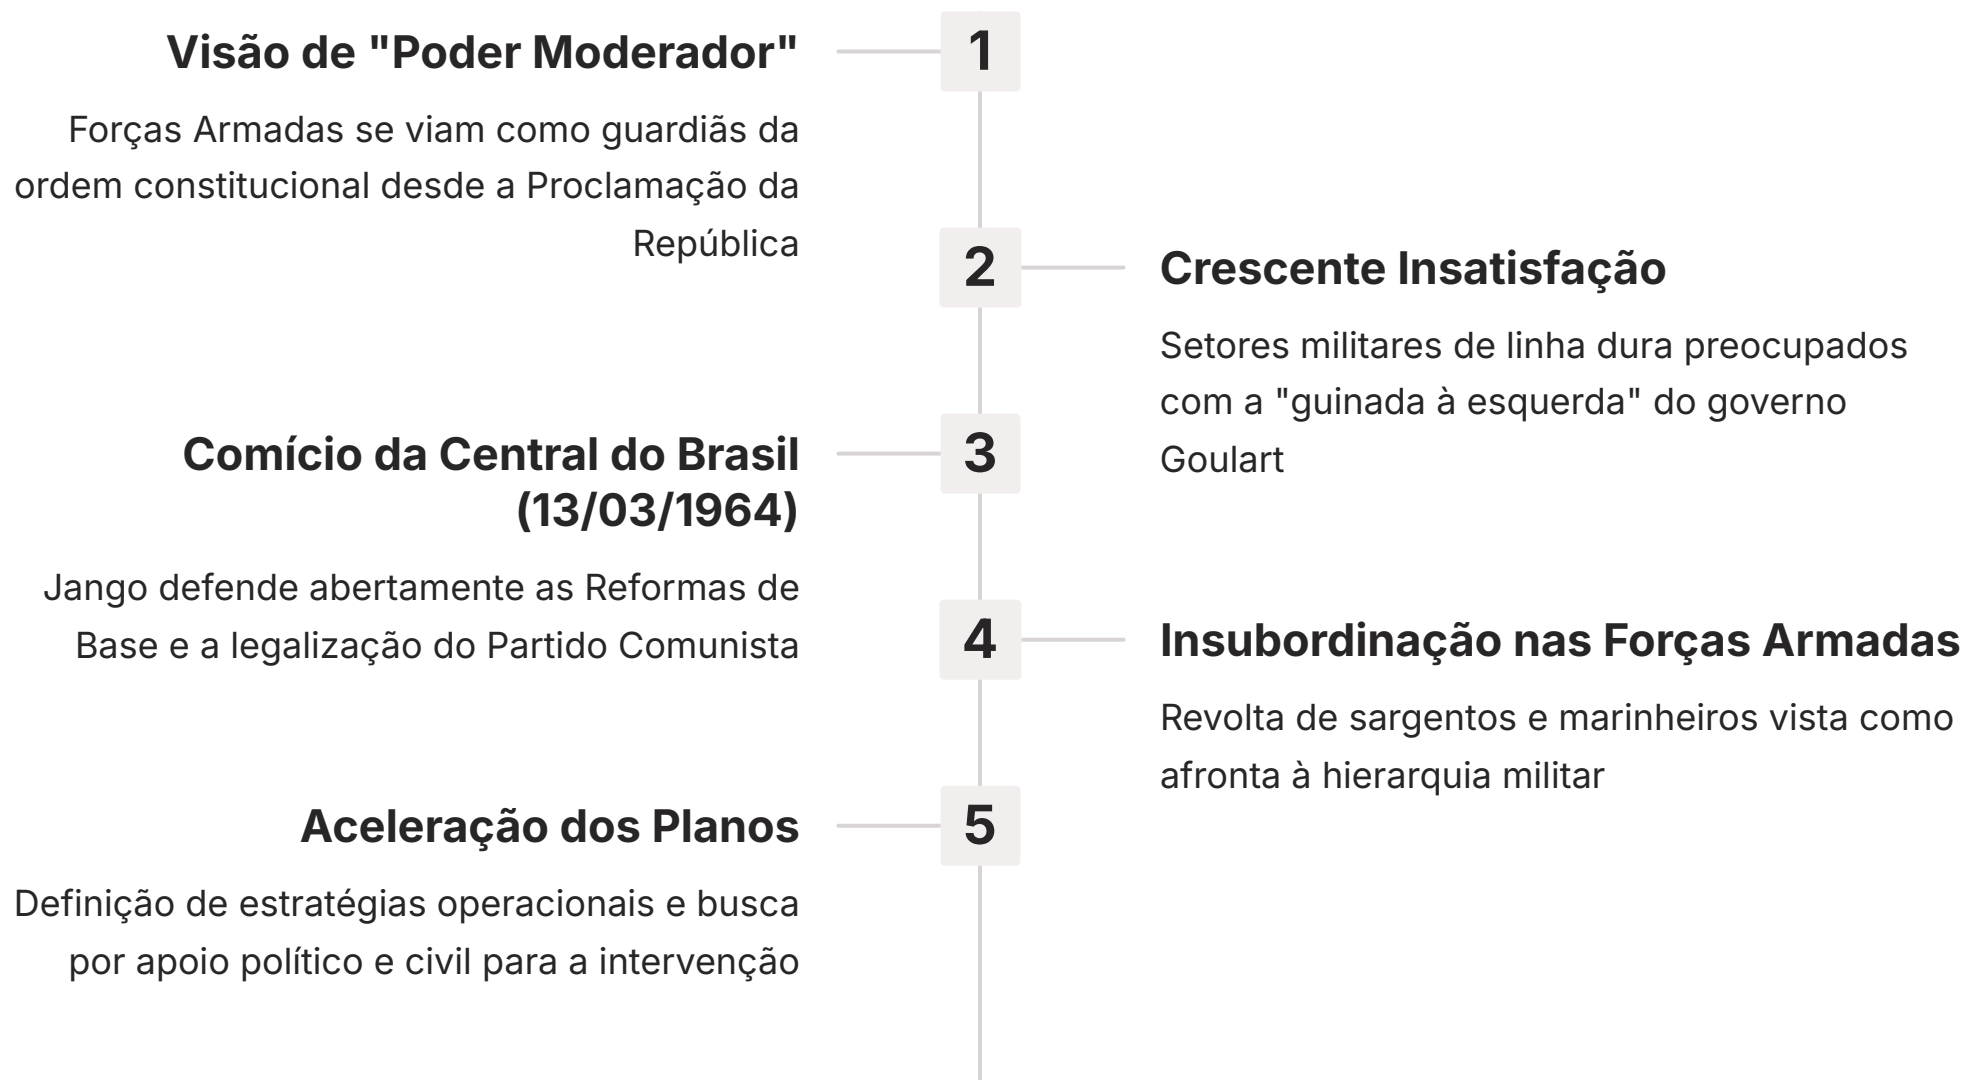 1
Visão de "Poder Moderador"
Forças Armadas se viam como guardiãs da
ordem constitucional desde a Proclamação da
República
2
Crescente Insatisfação
Setores militares de linha dura preocupados
com a "guinada à esquerda" do governo
Goulart
3
Comício da Central do Brasil
(13/03/1964)
Jango defende abertamente as Reformas de
Base e a legalização do Partido Comunista
4
Insubordinação nas Forças Armadas
Revolta de sargentos e marinheiros vista como
afronta à hierarquia militar
5
Aceleração dos Planos
Definição de estratégias operacionais e busca
por apoio político e civil para a intervenção